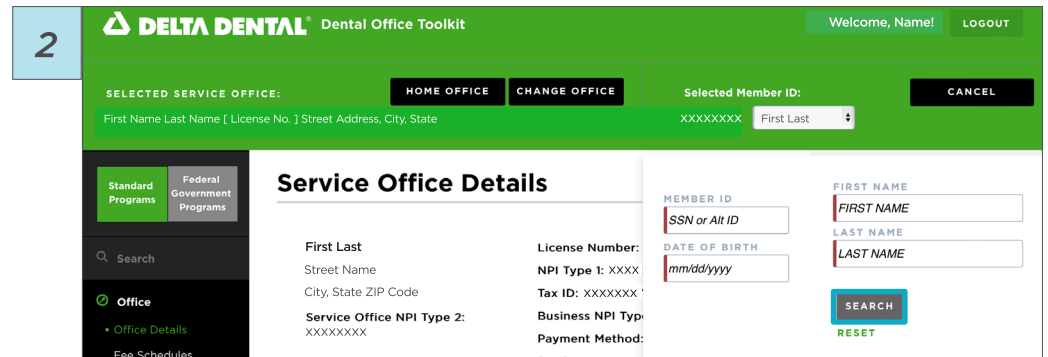 2
DELTA DENTAL® Dental Office Toolkit
Welcome, Name!
LOGOUT
SELECTED SERVICE OFFICE:
HOME OFFICE
CHANGE OFFICE
Selected Member ID:
CANCEL
First Name Last Name [ License No. ] Street Address, City, State
XXXXXXXX
First Last
Standard
Programs
Federal
Government
Programs
Search
Office
• Office Details
Fee Schedules
Service Office Details
First Last
Street Name
City, State ZIP Code
Service Office NPI Type 2:
XXXXXXXX
License Number:
NPI Type 1: XXXX
Tax ID: XXXXXXX
Business NPI Typ
Payment Method:
MEMBER ID
SSN or Alt ID
DATE OF BIRTH
mm/dd/yyyy
FIRST NAME
FIRST NAME
LAST NAME
LAST NAME
SEARCH
RESET